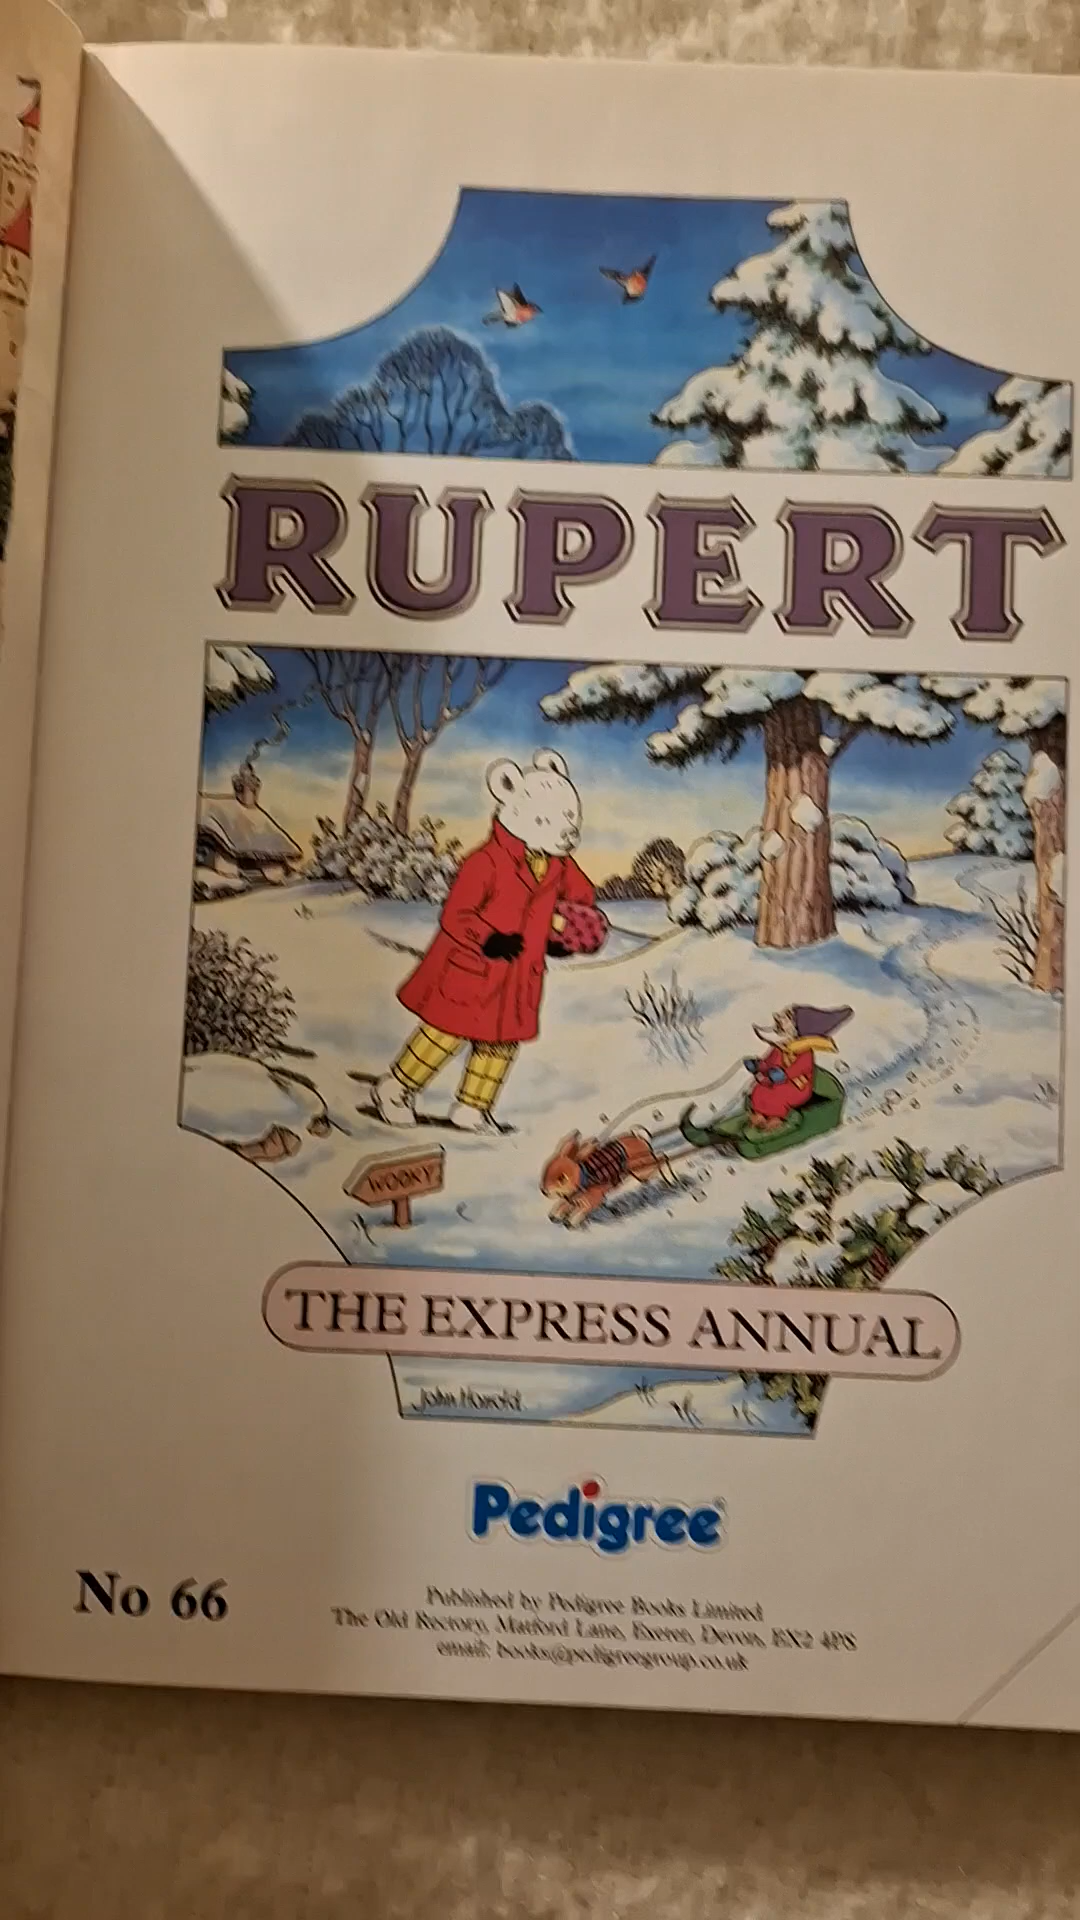 RUPERT
WOOKY
THE EXPRESS ANNUAL
John Harrold
Pedigree
No 66
Published by Pedigree Books Limited
The Old Rectory, Matford Lane, Exeter, Devon, EX2 4PS
email: books@pedigreegroup.co.uk